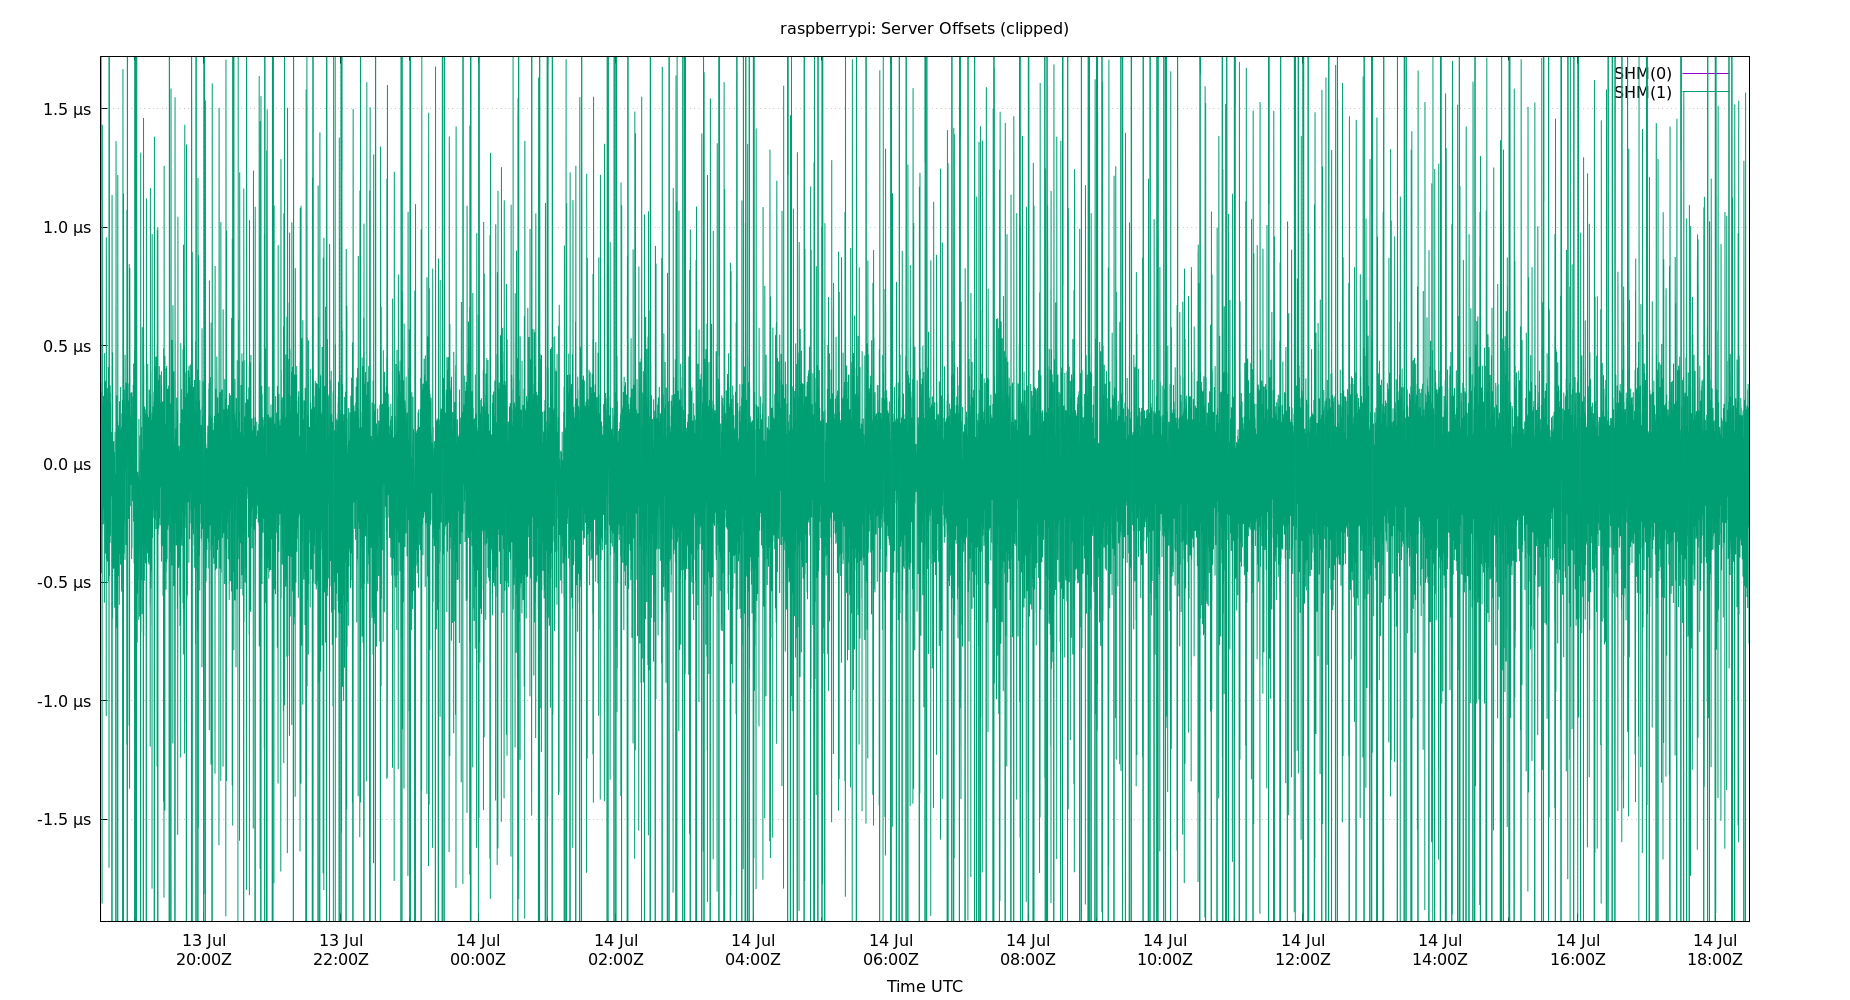 raspberrypi: Server Offsets (clipped)
SHM(0)
SHM(1)
1.5 µs
1.0 µs
0.5 µs
0.0 µs
-0.5 µs
-1.0 µs
-1.5 µs
13 Jul 13 Jul 14 Jul 14 Jul 14 Jul 14 Jul 14 Jul 14 Jul 14 Jul 14 Jul 14 Jul 14 Jul
20:00Z 22:00Z 00:00Z 02:00Z 04:00Z 06:00Z 08:00Z 10:00Z 12:00Z 14:00Z 16:00Z 18:00Z
Time UTC